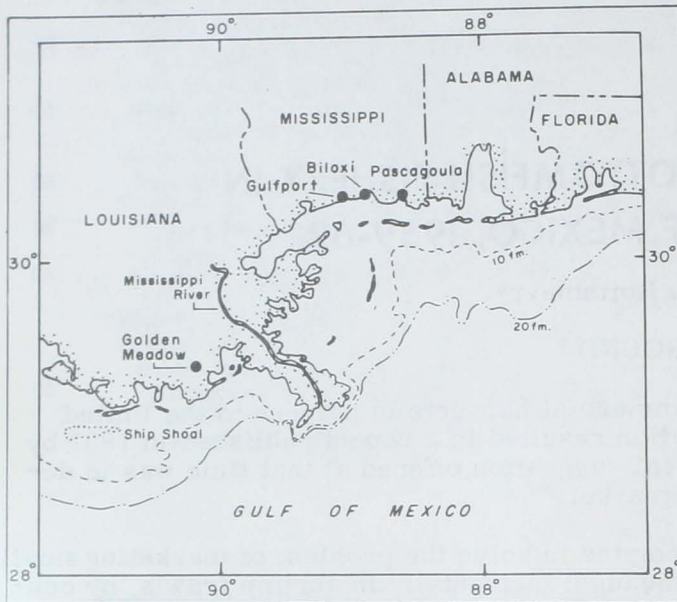 90°
88°
ALABAMA
MISSISSIPPI
FLORIDA
Biloxi
Pascagoula
Gulfport
LOUISIANA
30°
30°
10 fm.
Mississippi
River
20 fm.
Golden
Meadow
Ship Shoal
GULF OF MEXICO
28°
28°
90°
88°